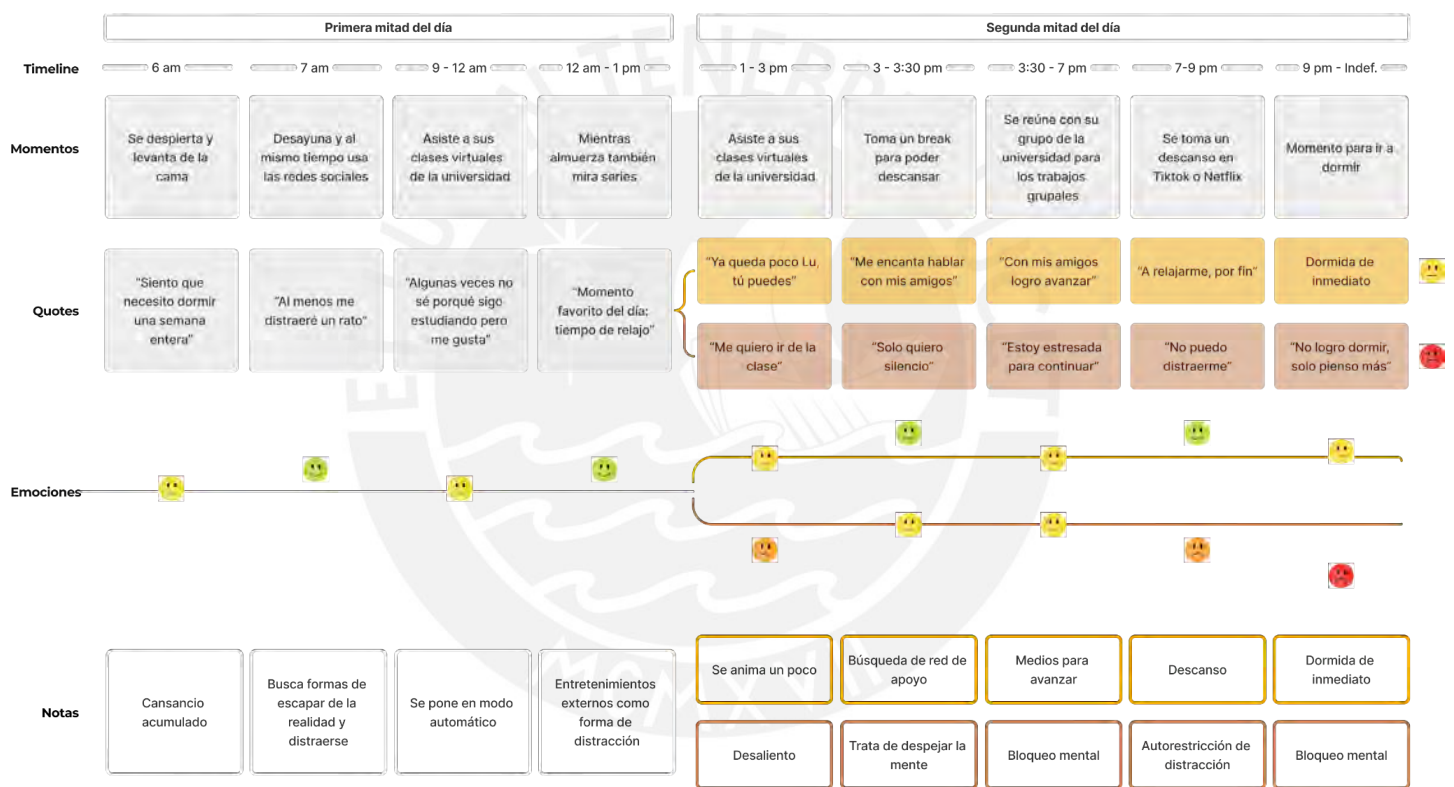 Primera mitad del día
Segunda mitad del día
Timeline
6 am
7 am
9 - 12 am
12 am - 1 pm
1 - 3 pm
3 - 3:30 pm
3:30 - 7 pm
7-9 pm
9 pm - Indef.
Momentos
Se despierta y
levanta de la
cama
Desayuna y al
mismo tiempo usa
las redes sociales
Asiste a sus
clases virtuales
de la universidad
Mientras
almuerza también
mira series
Asiste a sus
clases virtuales
de la universidad
Toma un break
para poder
descansar
Se reúne con su
grupo de la
universidad para
los trabajos
grupales
Se toma un
descanso en
Tiktok o Netflix
Momento para ir a
dormir
Quotes
"Siento que
necesito dormir
una semana
entera"
"Al menos me
distraeré un rato"
"Algunas veces no
sé porqué sigo
estudiando pero
me gusta"
"Momento
favorito del día:
tiempo de relajo"
"Ya queda poco Lu,
tú puedes"
"Me encanta hablar
con mis amigos"
"Con mis amigos
logro avanzar"
"A relajarme, por fin"
Dormida de
inmediato
"Me quiero ir de la
clase"
"Solo quiero
silencio"
"Estoy estresada
para continuar"
"No puedo
distraerme"
"No logro dormir,
solo pienso más"
Emociones
Notas
Cansancio
acumulado
Busca formas de
escapar de la
realidad y
distraerse
Se pone en modo
automático
Entretenimientos
externos como
forma de
distracción
Se anima un poco
Búsqueda de red de
apoyo
Medios para
avanzar
Descanso
Dormida de
inmediato
Desaliento
Trata de despejar la
mente
Bloqueo mental
Autorestricción de
distracción
Bloqueo mental